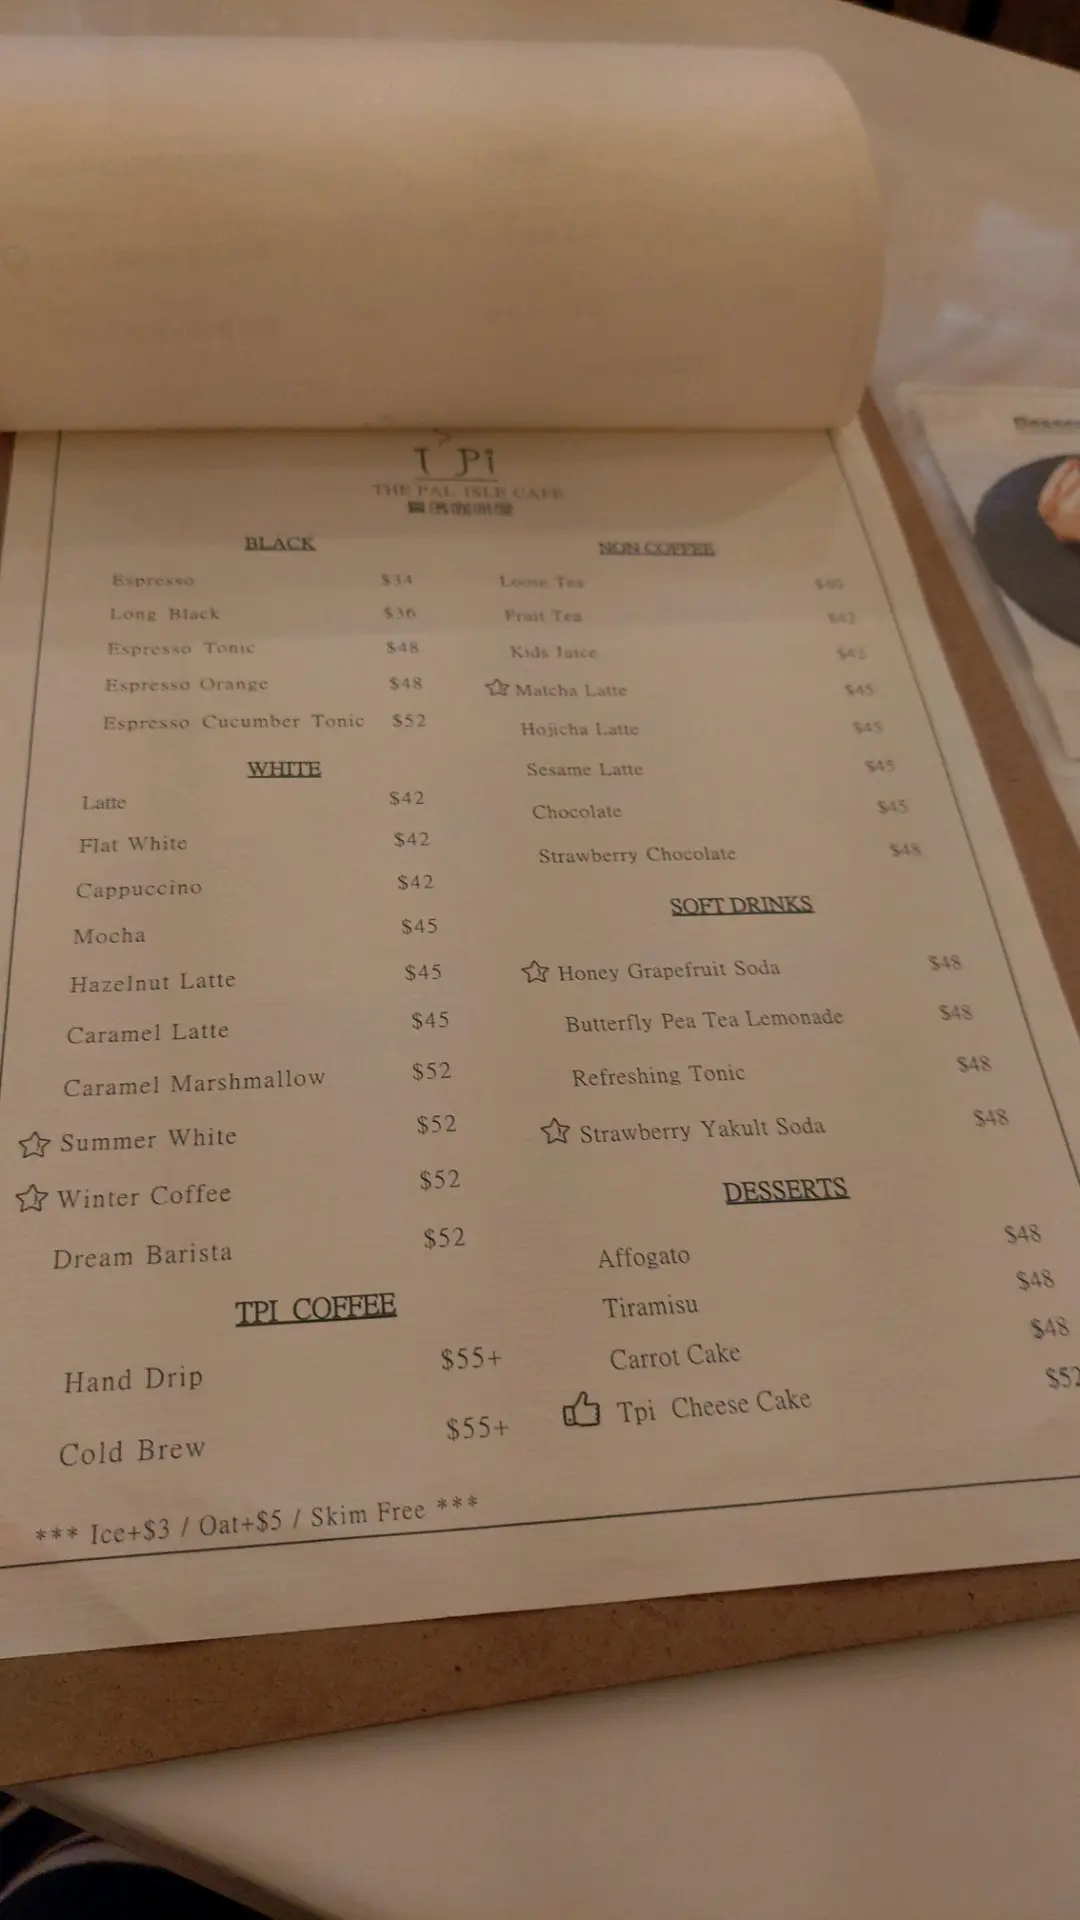 T Pi
THE PAL ISLE CAFE
BLACK
Espresso $34
Long Black $36
Espresso Tonic $48
Espresso Orange $48
Espresso Cucumber Tonic $52
WHITE
Latte $42
Flat White $42
Cappuccino $42
Mocha $45
Hazelnut Latte $45
Caramel Latte $45
Caramel Marshmallow $52
Summer White $52
Winter Coffee $52
Dream Barista $52
TPI COFFEE
Hand Drip $55+
Cold Brew $55+
*** Ice+$3 / Oat+$5 / Skim Free ***
NON COFFEE
Loose Tea
Fruit Tea
Kids Juice
Matcha Latte $45
Hojicha Latte $45
Sesame Latte $45
Chocolate $45
Strawberry Chocolate $48
SOFT DRINKS
Honey Grapefruit Soda $48
Butterfly Pea Tea Lemonade $48
Refreshing Tonic $48
Strawberry Yakult Soda $48
DESSERTS
Affogato $48
Tiramisu $48
Carrot Cake $48
Tpi Cheese Cake $52